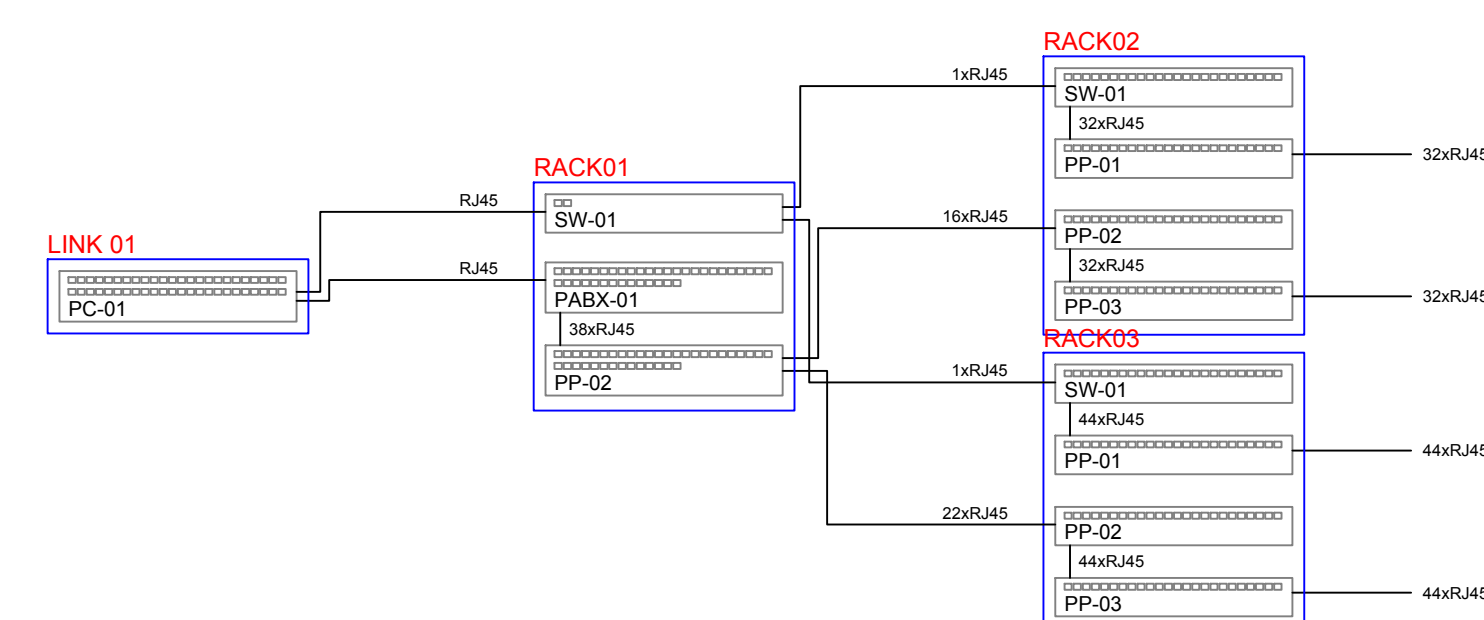 RACK02
1xRJ45
SW-01
32xRJ45
PP-01
32xRJ45
RACK01
RJ45
SW-01
16xRJ45
PP-02
32xRJ45
PP-03
32xRJ45
LINK 01
PC-01
RJ45
PABX-01
38xRJ45
PP-02
RACK03
1xRJ45
SW-01
44xRJ45
PP-01
44xRJ45
22xRJ45
PP-02
44xRJ45
PP-03
44xRJ45